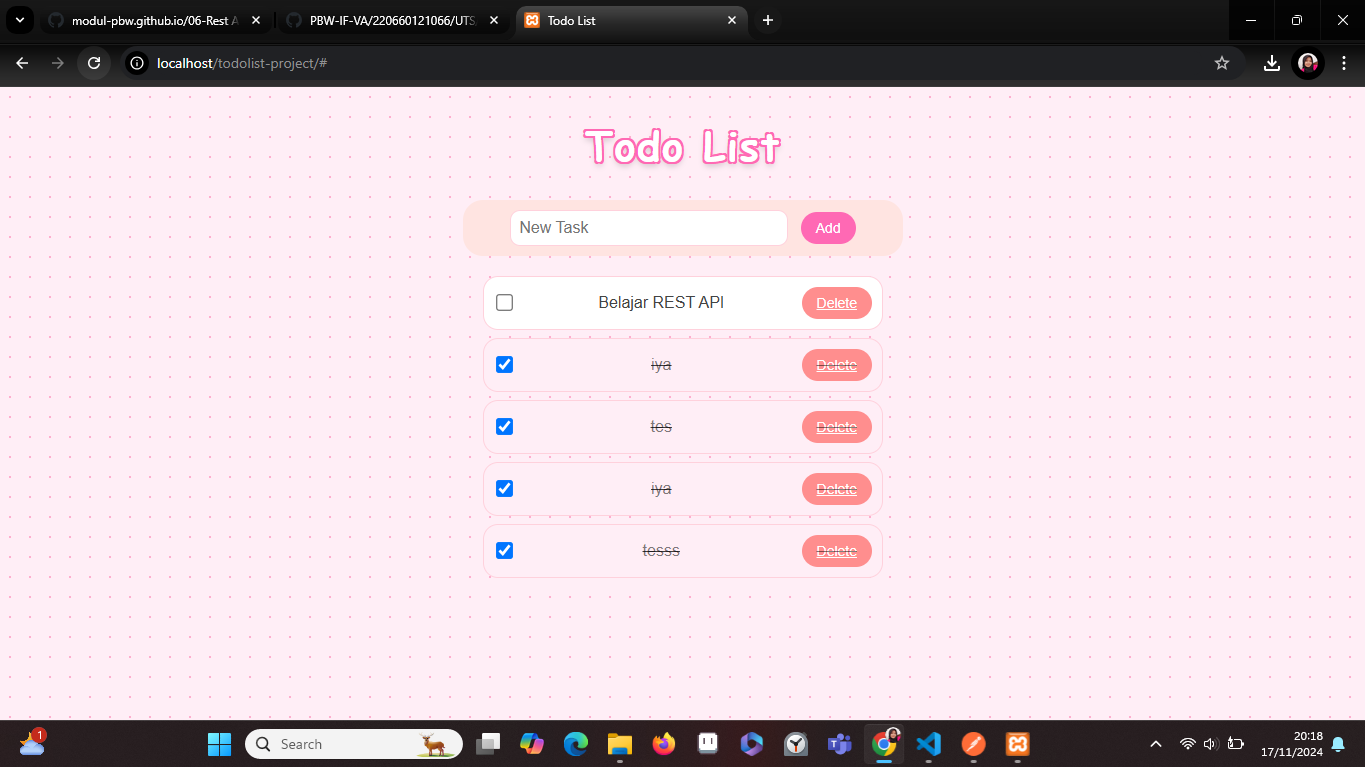 modul-pbw.github.io/06-Rest A
PBW-IF-VA/220660121066/UTS
Todo List
localhost/todolist-project/#
Todo List
New Task
Add
Belajar REST API
Delete
iya
Delete
tes
Delete
iya
Delete
tesss
Delete
1
Search
20:18
17/11/2024